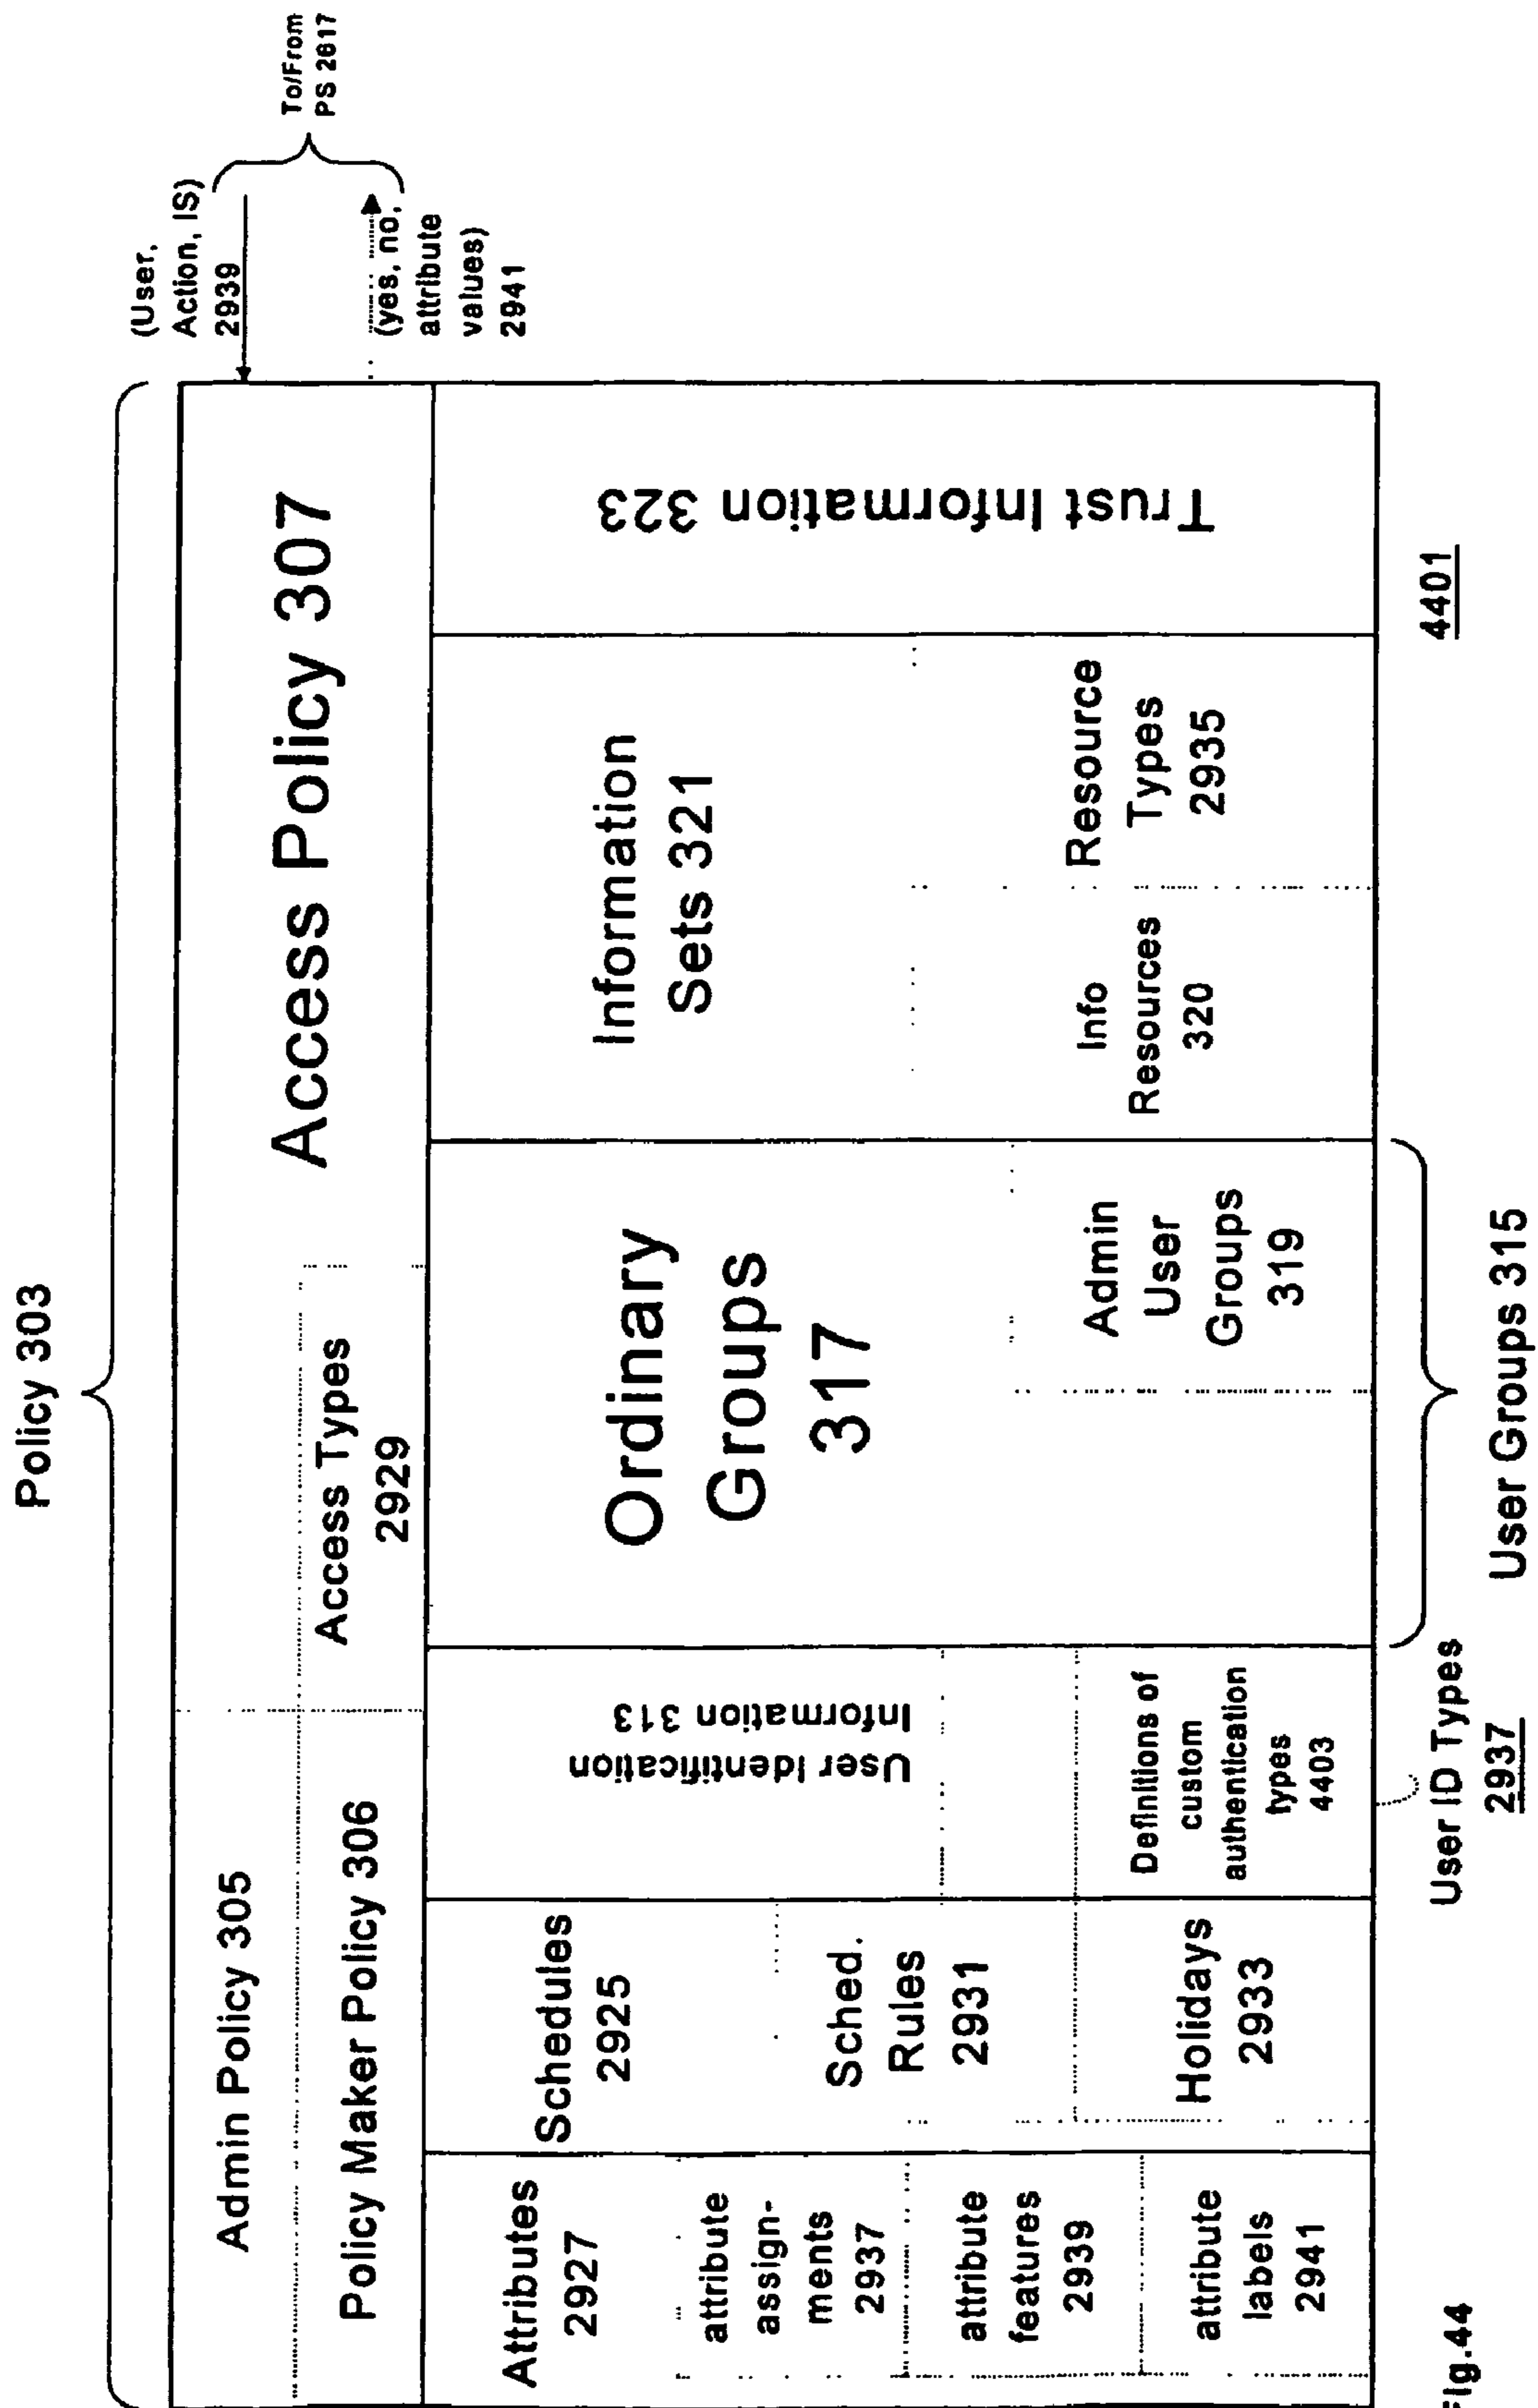 Policy 303
(User,
Action, IS)
2939
To/From
PS 2617
(yes, no,
attribute
values)
2941
Admin Policy 305
Policy Maker Policy 306
Access Types
2929
Access Policy 307
Attributes
2927
attribute
assign-
ments
2937
attribute
features
2939
attribute
labels
2941
Schedules
2925
Sched.
Rules
2931
Holidays
2933
User Identification
Information 313
Definitions of
custom
authentication
types
4403
Ordinary
Groups
317
Admin
User
Groups
319
Information
Sets 321
Info
Resources
320
Resource
Types
2935
Trust Information 323
User ID Types
2937
User Groups 315
4401
Fig.44